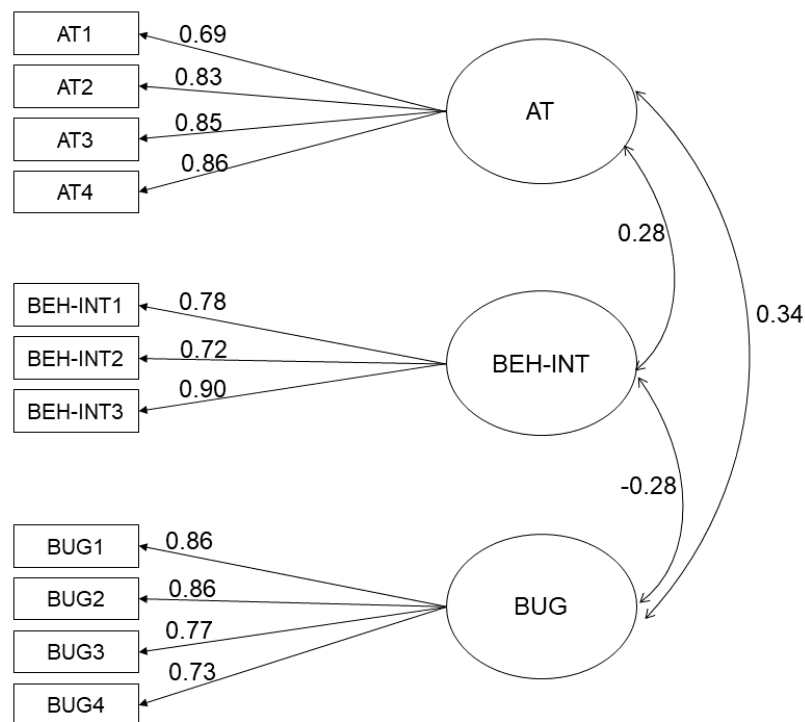 AT1
0.69
AT2
0.83
AT3
0.85
AT4
0.86
AT
0.28
0.34
BEH-INT1
0.78
BEH-INT2
0.72
BEH-INT3
0.90
BEH-INT
-0.28
BUG1
0.86
BUG2
0.86
BUG3
0.77
BUG4
0.73
BUG